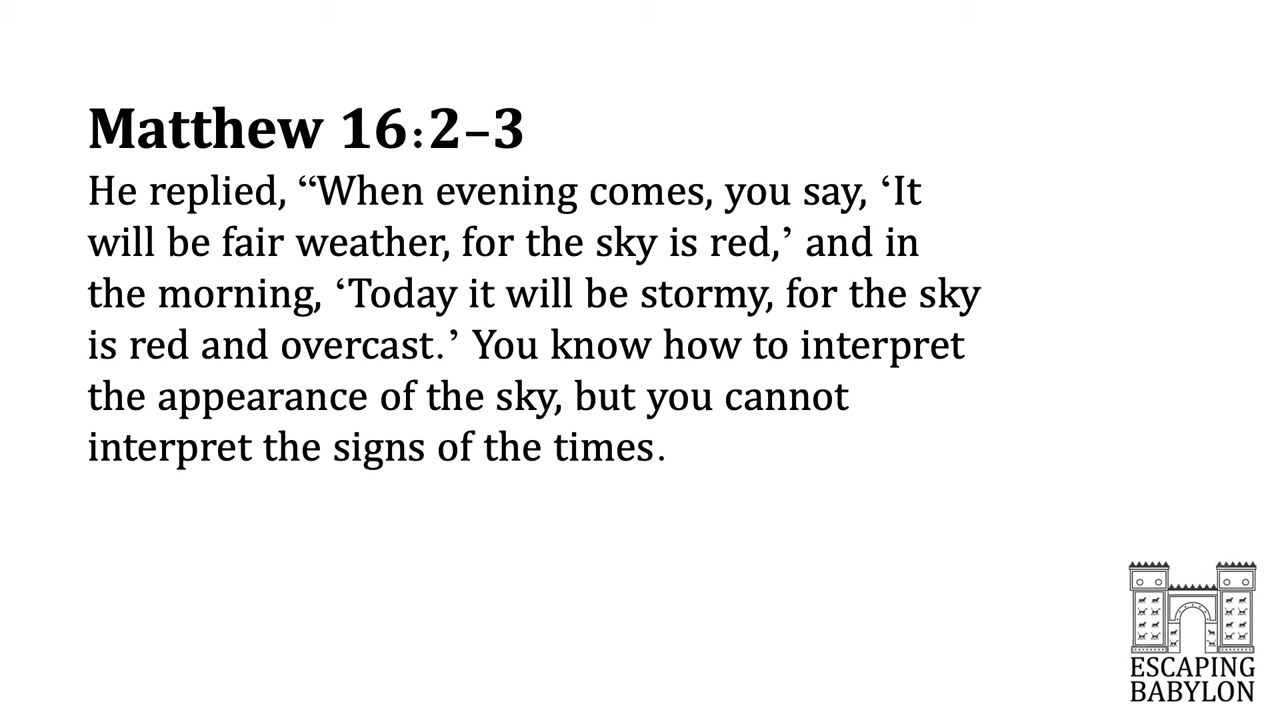 Matthew 16:2–3
He replied, “When evening comes, you say, ‘It
will be fair weather, for the sky is red,’ and in
the morning, ‘Today it will be stormy, for the sky
is red and overcast.’ You know how to interpret
the appearance of the sky, but you cannot
interpret the signs of the times.
ESCAPING
BABYLON